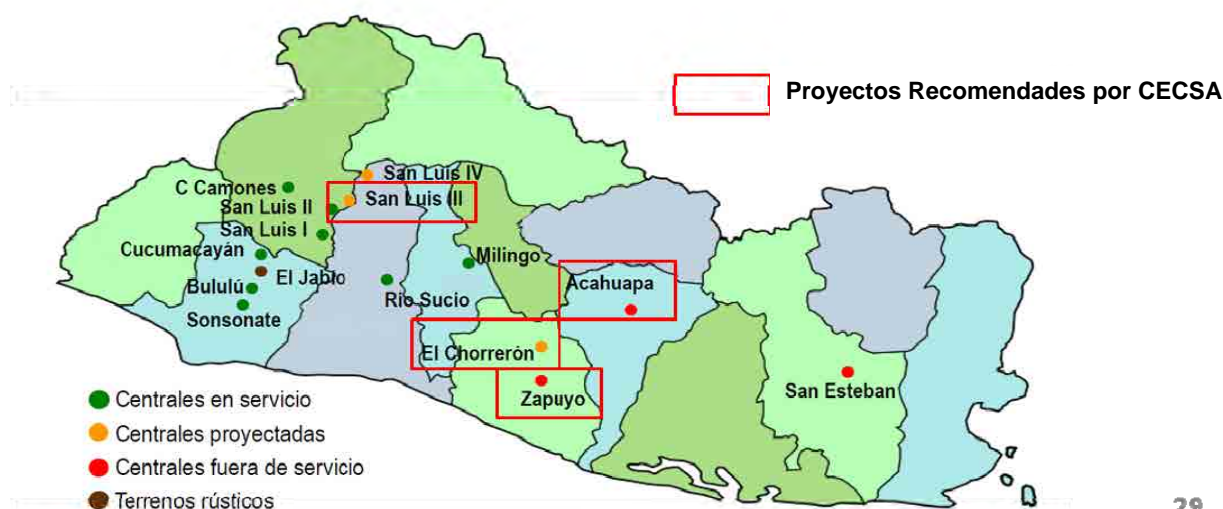 Proyectos Recomendades por CECSA
San Luis IV
C Camones
San Luis III
San Luis II
San Luis I
Cucumacayán
Milingo
El Jabio
Acahuapa
Bululú
Rio Sucio
Sonsonate
El Chorrerón
San Esteban
Zapuyo
Centrales en servicio
Centrales proyectadas
Centrales fuera de servicio
Terrenos rústicos
29